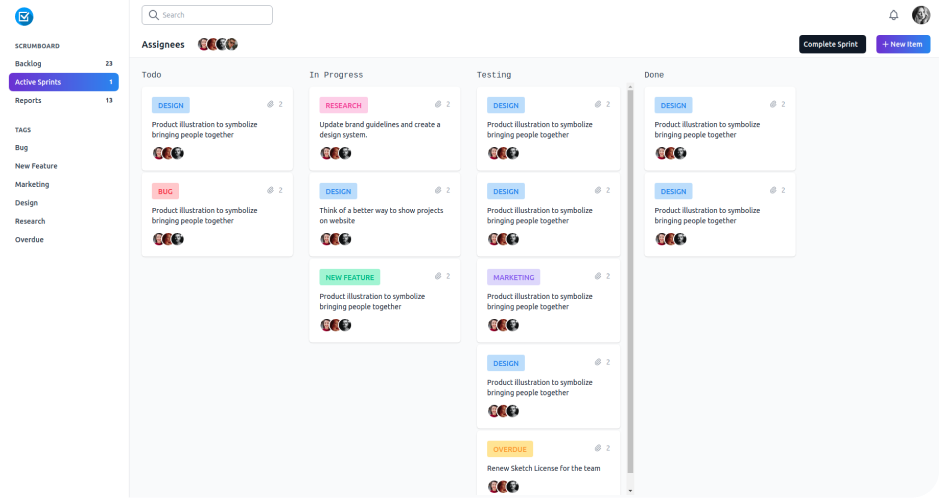 Search
SCRUMBOARD
Backlog 23
Active Sprints 1
Reports 13
TAGS
Bug
New Feature
Marketing
Design
Research
Overdue
Assignees
Complete Sprint
+ New Item
Todo
DESIGN 2
Product illustration to symbolize
bringing people together
BUG 2
Product illustration to symbolize
bringing people together
In Progress
RESEARCH 2
Update brand guidelines and create a
design system.
DESIGN 2
Think of a better way to show projects
on website
NEW FEATURE 2
Product illustration to symbolize
bringing people together
Testing
DESIGN 2
Product illustration to symbolize
bringing people together
DESIGN 2
Product illustration to symbolize
bringing people together
MARKETING 2
Product illustration to symbolize
bringing people together
DESIGN 2
Product illustration to symbolize
bringing people together
OVERDUE 2
Renew Sketch License for the team
Done
DESIGN 2
Product illustration to symbolize
bringing people together
DESIGN 2
Product illustration to symbolize
bringing people together